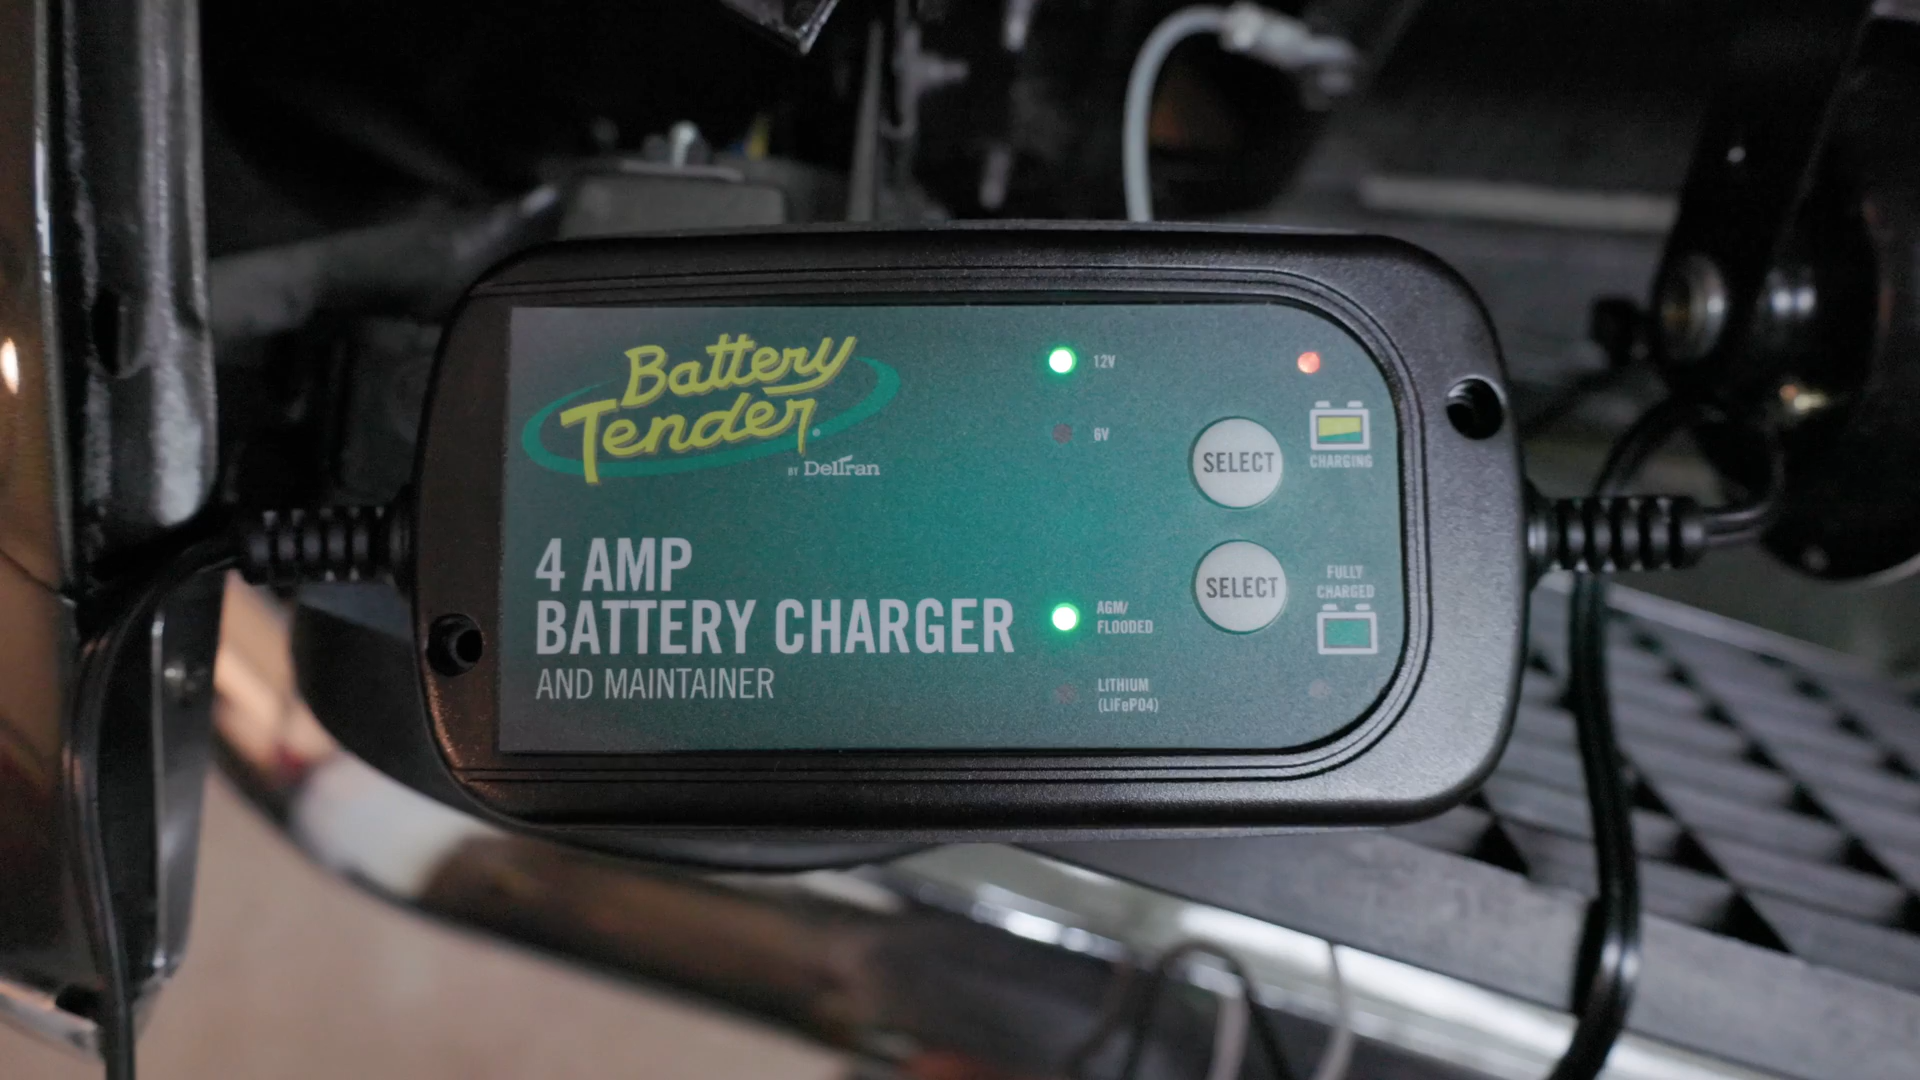 Battery
Tender
BY Deltran
4 AMP
BATTERY CHARGER
AND MAINTAINER
12V
6V
SELECT
CHARGING
SELECT
AGM/
FLOODED
LITHIUM
(LiFePO4)
FULLY
CHARGED